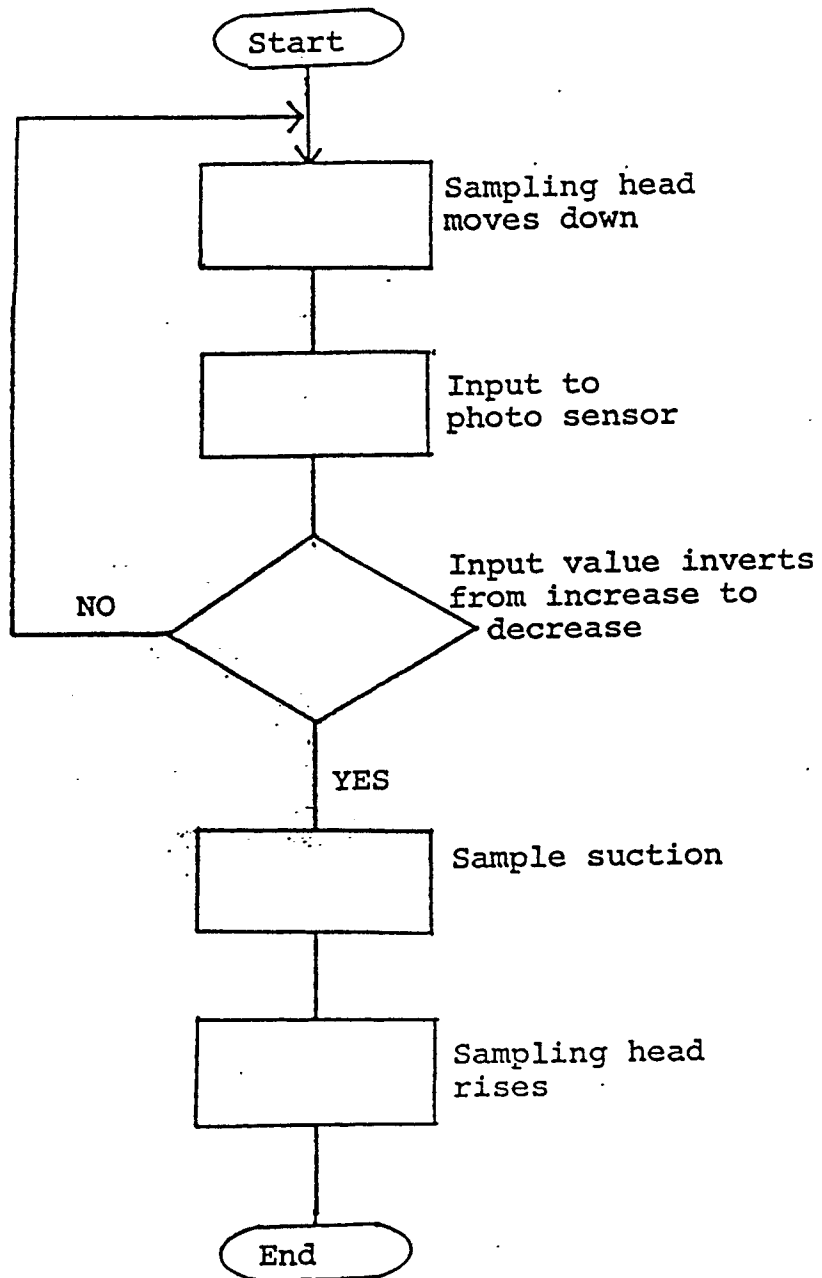 Start
Sampling head
moves down
Input to
photo sensor
Input value inverts
from increase to
decrease
NO
YES
Sample suction
Sampling head
rises
End